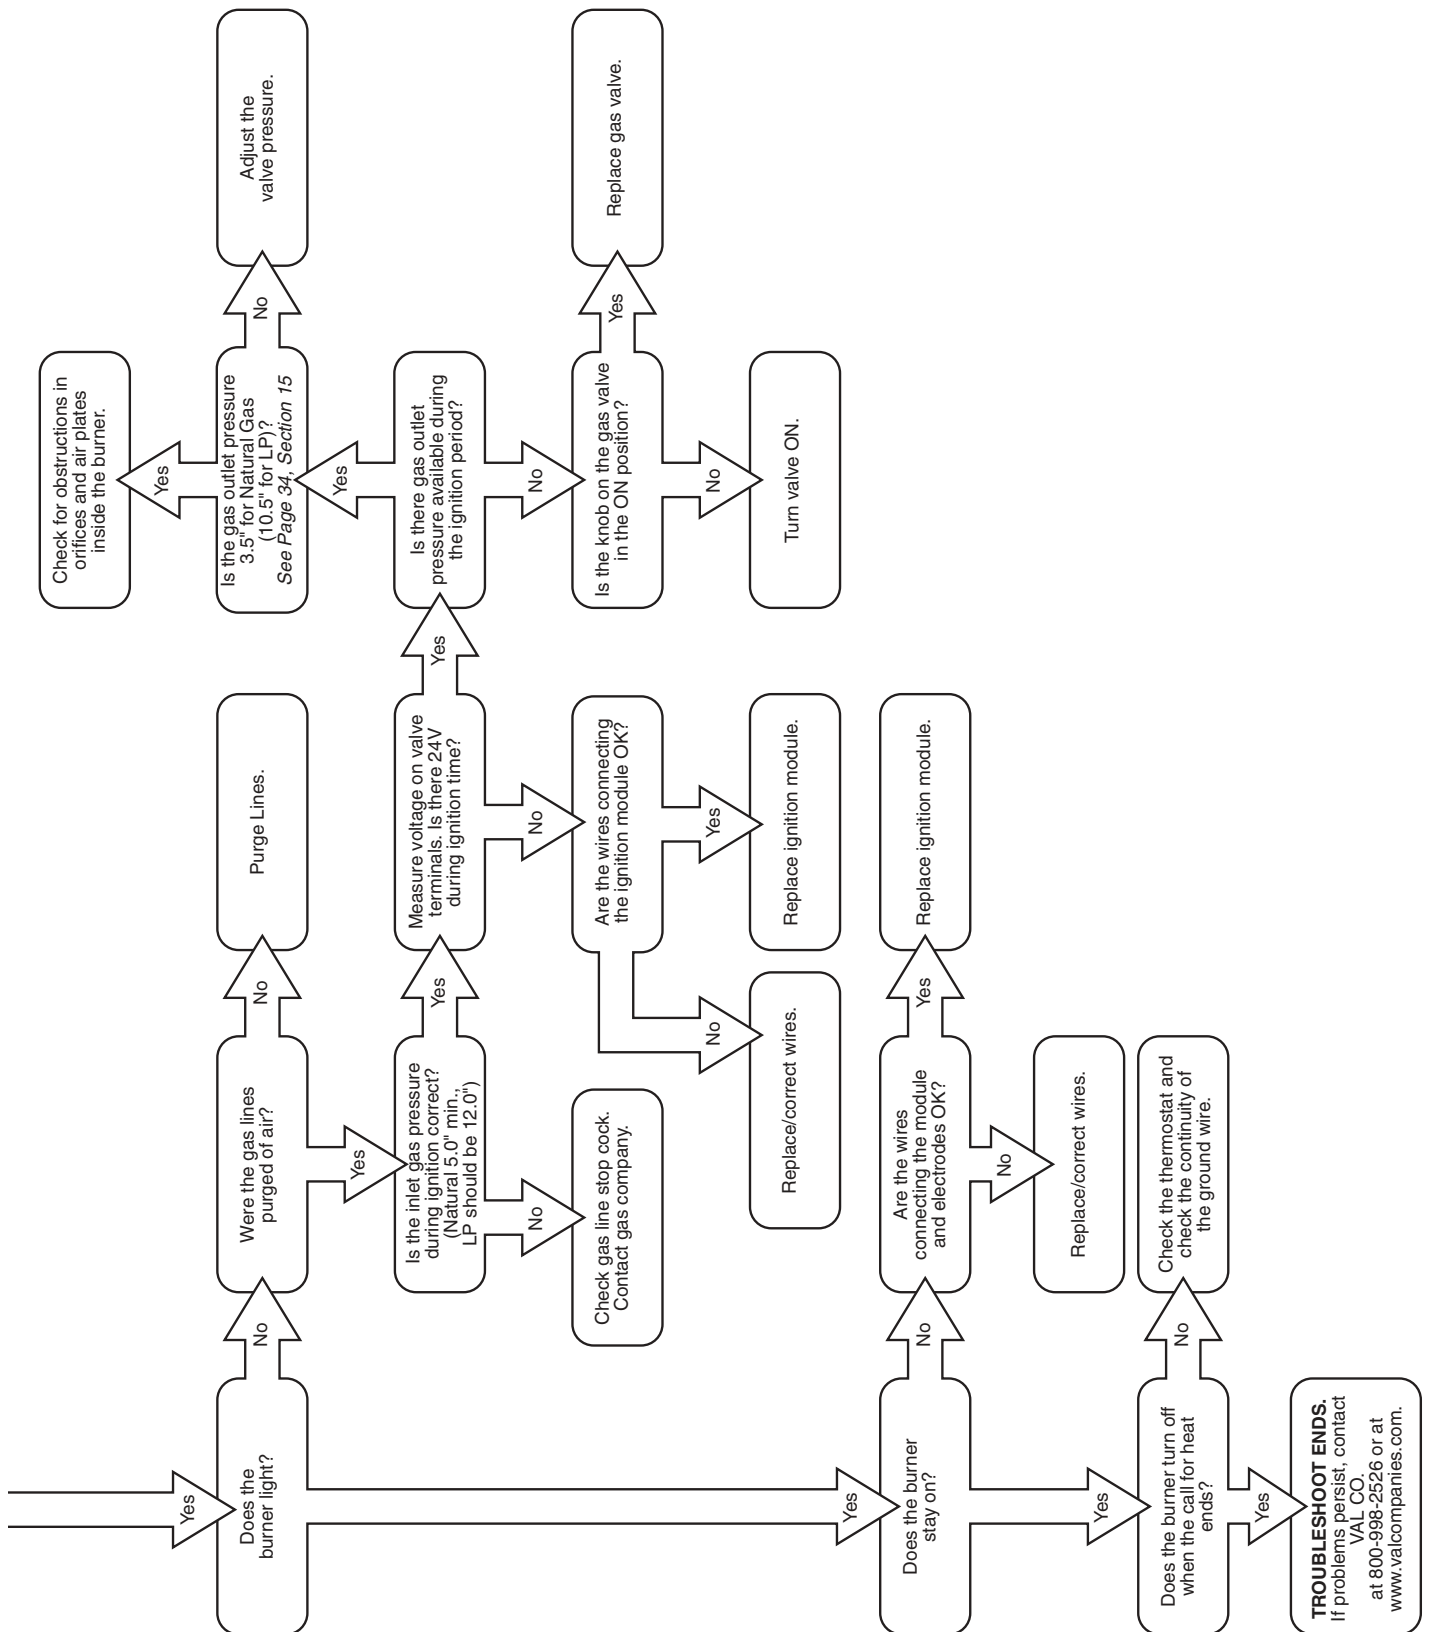 Yes
Does the
burner light?
No
Were the gas lines
purged of air?
No
Purge Lines.
Yes
Is the inlet gas pressure
during ignition correct?
(Natural 5.0" min.,
LP should be 12.0")
No
Check gas line stop cock.
Contact gas company.
Yes
Measure voltage on valve
terminals. Is there 24V
during ignition time?
No
Are the wires connecting
the ignition module OK?
No
Replace/correct wires.
Yes
Replace ignition module.
Yes
Is there gas outlet
pressure available during
the ignition period?
Yes
Is the gas outlet pressure
3.5" for Natural Gas
(10.5" for LP)?
See Page 34, Section 15
Yes
Check for obstructions in
orifices and air plates
inside the burner.
No
Adjust the
valve pressure.
No
Is the knob on the gas valve
in the ON position?
Yes
Replace gas valve.
No
Turn valve ON.
Yes
Does the burner
stay on?
No
Are the wires
connecting the module
and electrodes OK?
Yes
Replace ignition module.
No
Replace/correct wires.
Yes
Does the burner turn off
when the call for heat
ends?
No
Check the thermostat and
check the continuity of
the ground wire.
Yes
TROUBLESHOOT ENDS.
If problems persist, contact
VAL CO.
at 800-998-2526 or at
www.valcompanies.com.